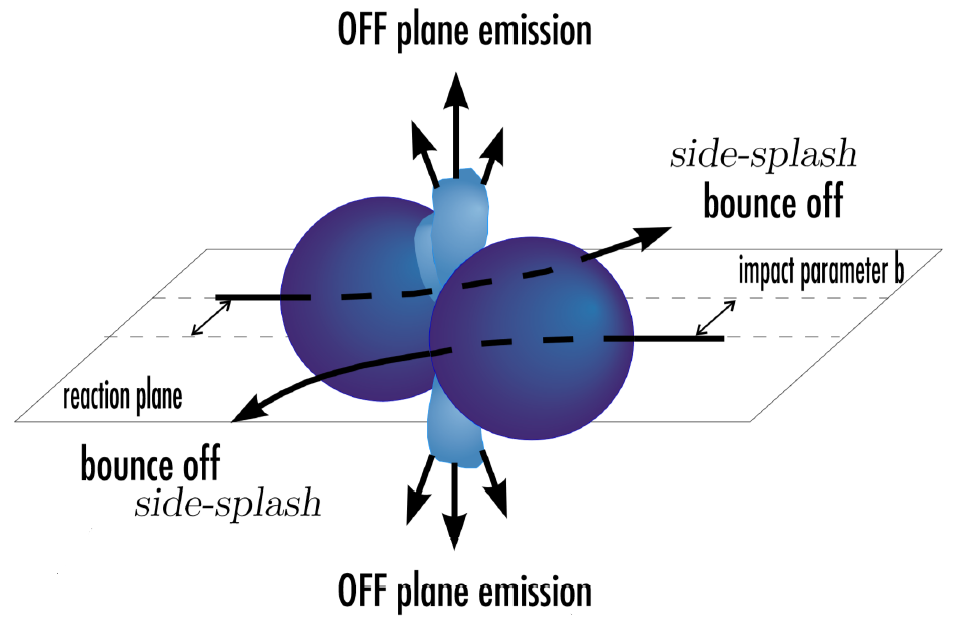 OFF plane emission
side-splash
bounce off
impact parameter b
reaction plane
bounce off
side-splash
OFF plane emission